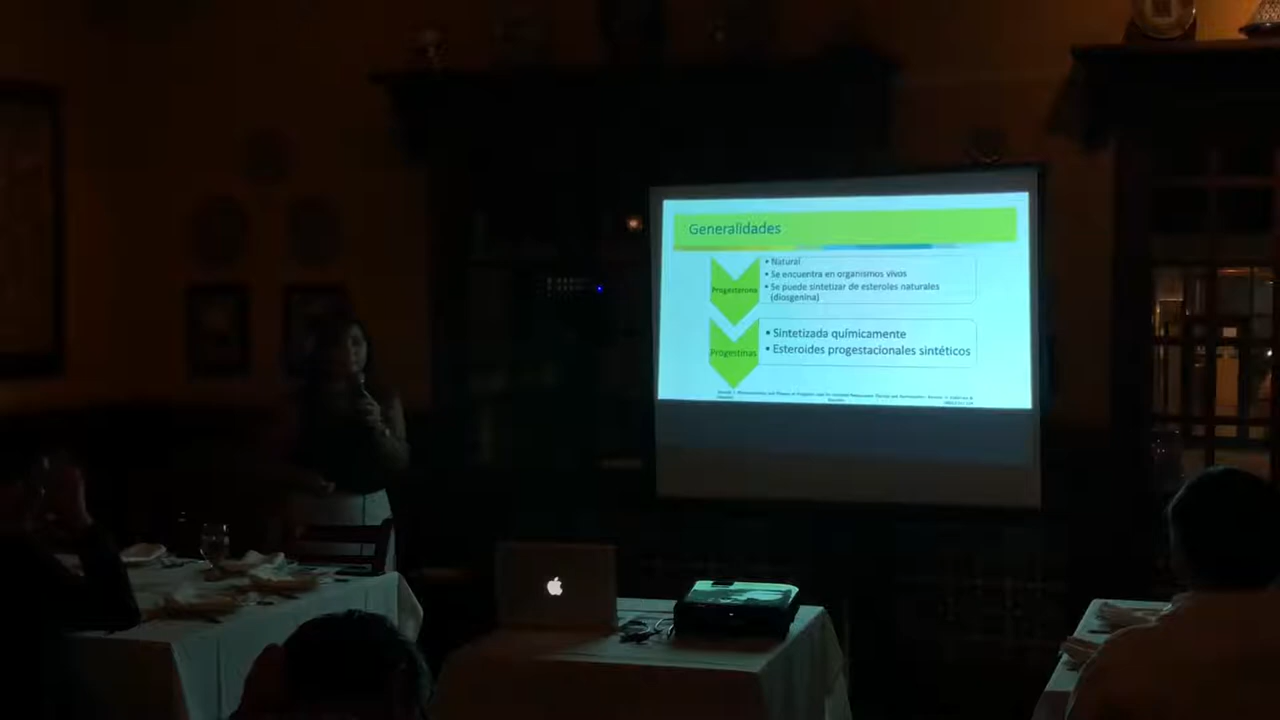 Generalidades
Progesterona
• Natural
• Se encuentra en organismos vivos
• Se puede sintetizar de esteroles naturales
(diosgenina)
Progestinas
• Sintetizada químicamente
• Esteroides progestacionales sintéticos